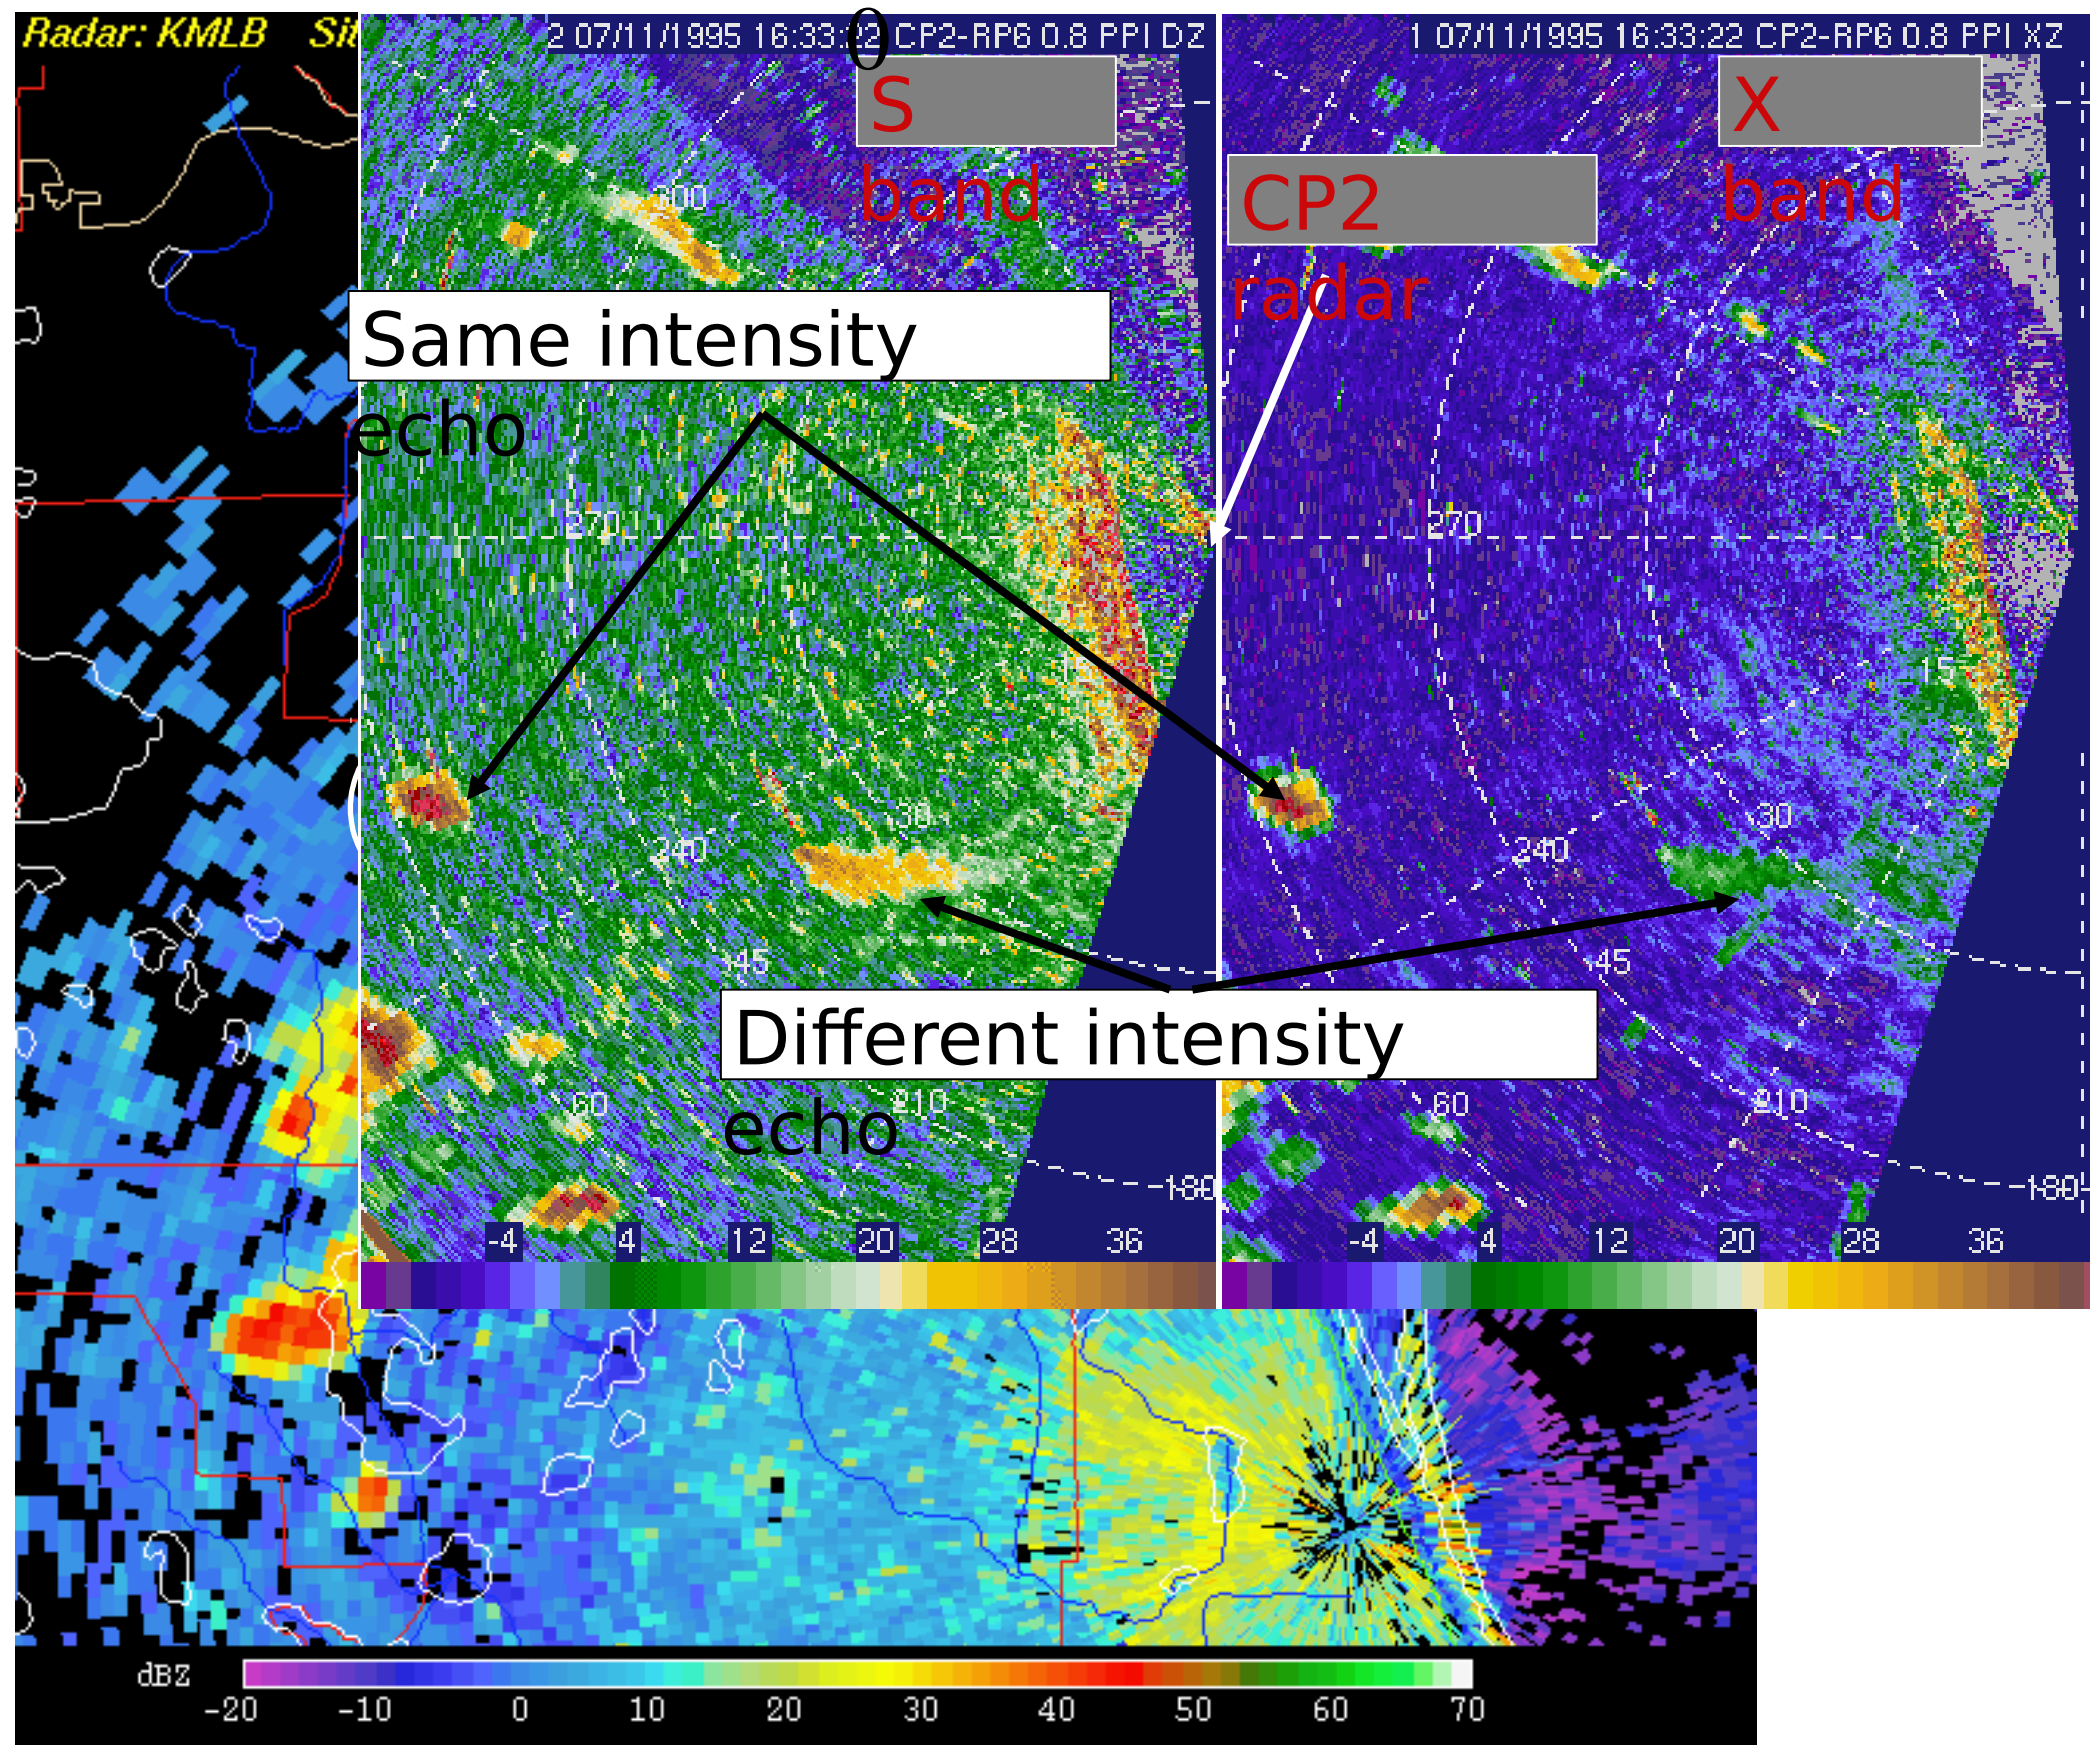 Radar: KMLB Sit
0
2 07/11/1995 16:33:22 CP2-RP6 0.8 PPI DZ
1 07/11/1995 16:33:22 CP2-RP6 0.8 PPI XZ
S
band
X
band
CP2
radar
300
Same intensity
echo
270
270
15
30
30
240
240
45
45
Different intensity
echo
60
210
60
210
180
180
-4 4 12 20 28 36
-4 4 12 20 28 36
dBZ
-20 -10 0 10 20 30 40 50 60 70